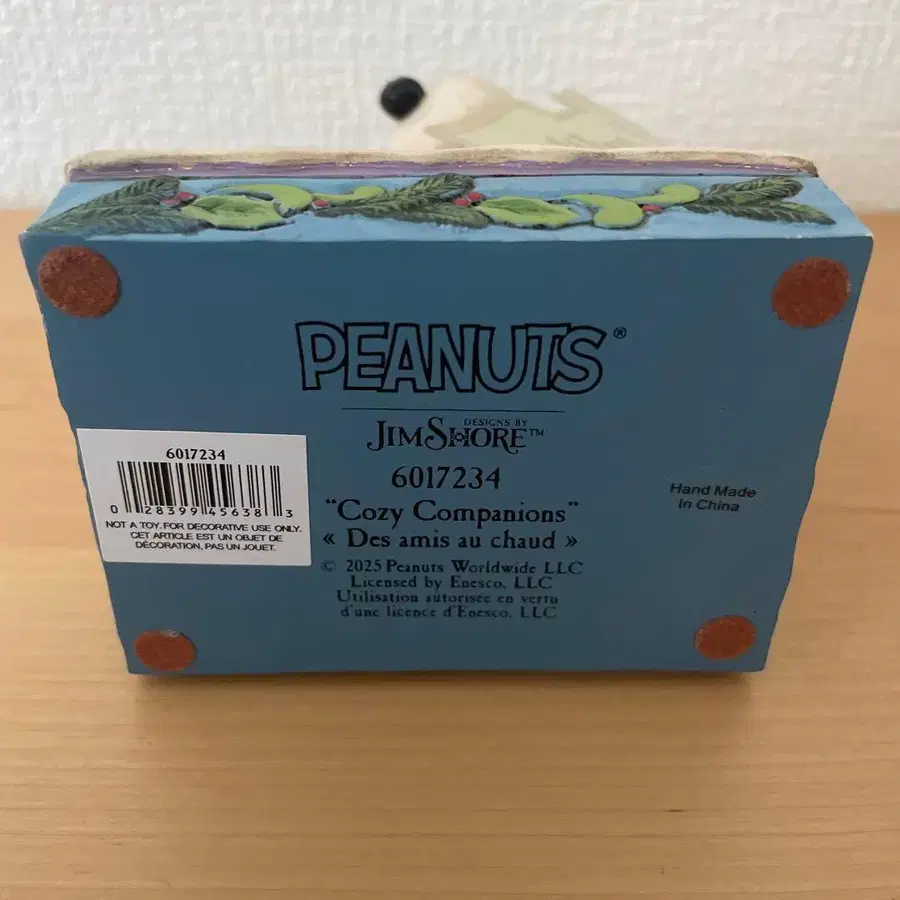 PEANUTS®
DESIGNS BY
JIM SHORE™
6017234
"Cozy Companions"
« Des amis au chaud »
© 2025 Peanuts Worldwide LLC
Licensed by Enesco, LLC
Utilisation autorisée en vertu
d'une licence d'Enesco, LLC
6017234
0 28399 45638 3
NOT A TOY. FOR DECORATIVE USE ONLY.
CET ARTICLE EST UN OBJET DE
DÉCORATION, PAS UN JOUET.
Hand Made
In China